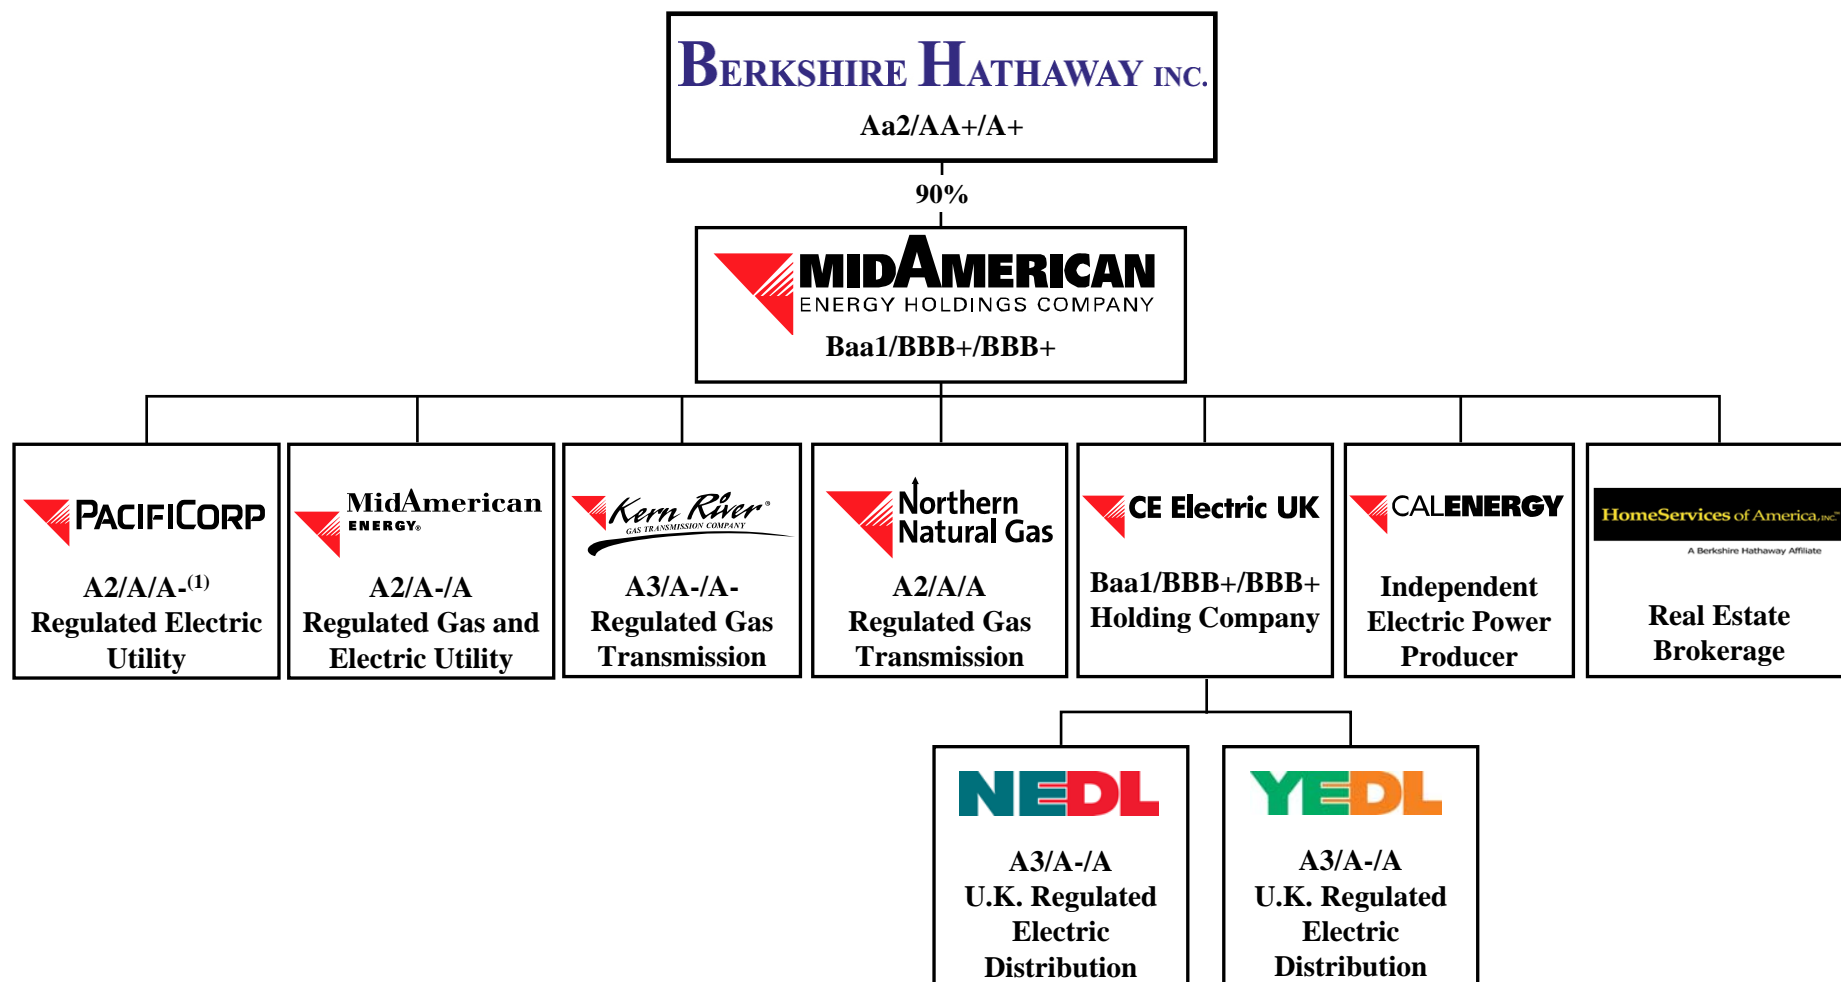 BERKSHIRE HATHAWAY INC.
Aa2/AA+/A+
90%
MIDAMERICAN
ENERGY HOLDINGS COMPANY
Baa1/BBB+/BBB+
PACIFICORP
A2/A/A-(1)
Regulated Electric
Utility
MidAmerican
ENERGY®
A2/A-/A
Regulated Gas and
Electric Utility
Kern River®
GAS TRANSMISSION COMPANY
A3/A-/A-
Regulated Gas
Transmission
Northern
Natural Gas
A2/A/A
Regulated Gas
Transmission
CE Electric UK
Baa1/BBB+/BBB+
Holding Company
CALENERGY
Independent
Electric Power
Producer
HomeServices of America, INC.™
A Berkshire Hathaway Affiliate
Real Estate
Brokerage
NEDL
A3/A-/A
U.K. Regulated
Electric
Distribution
YEDL
A3/A-/A
U.K. Regulated
Electric
Distribution